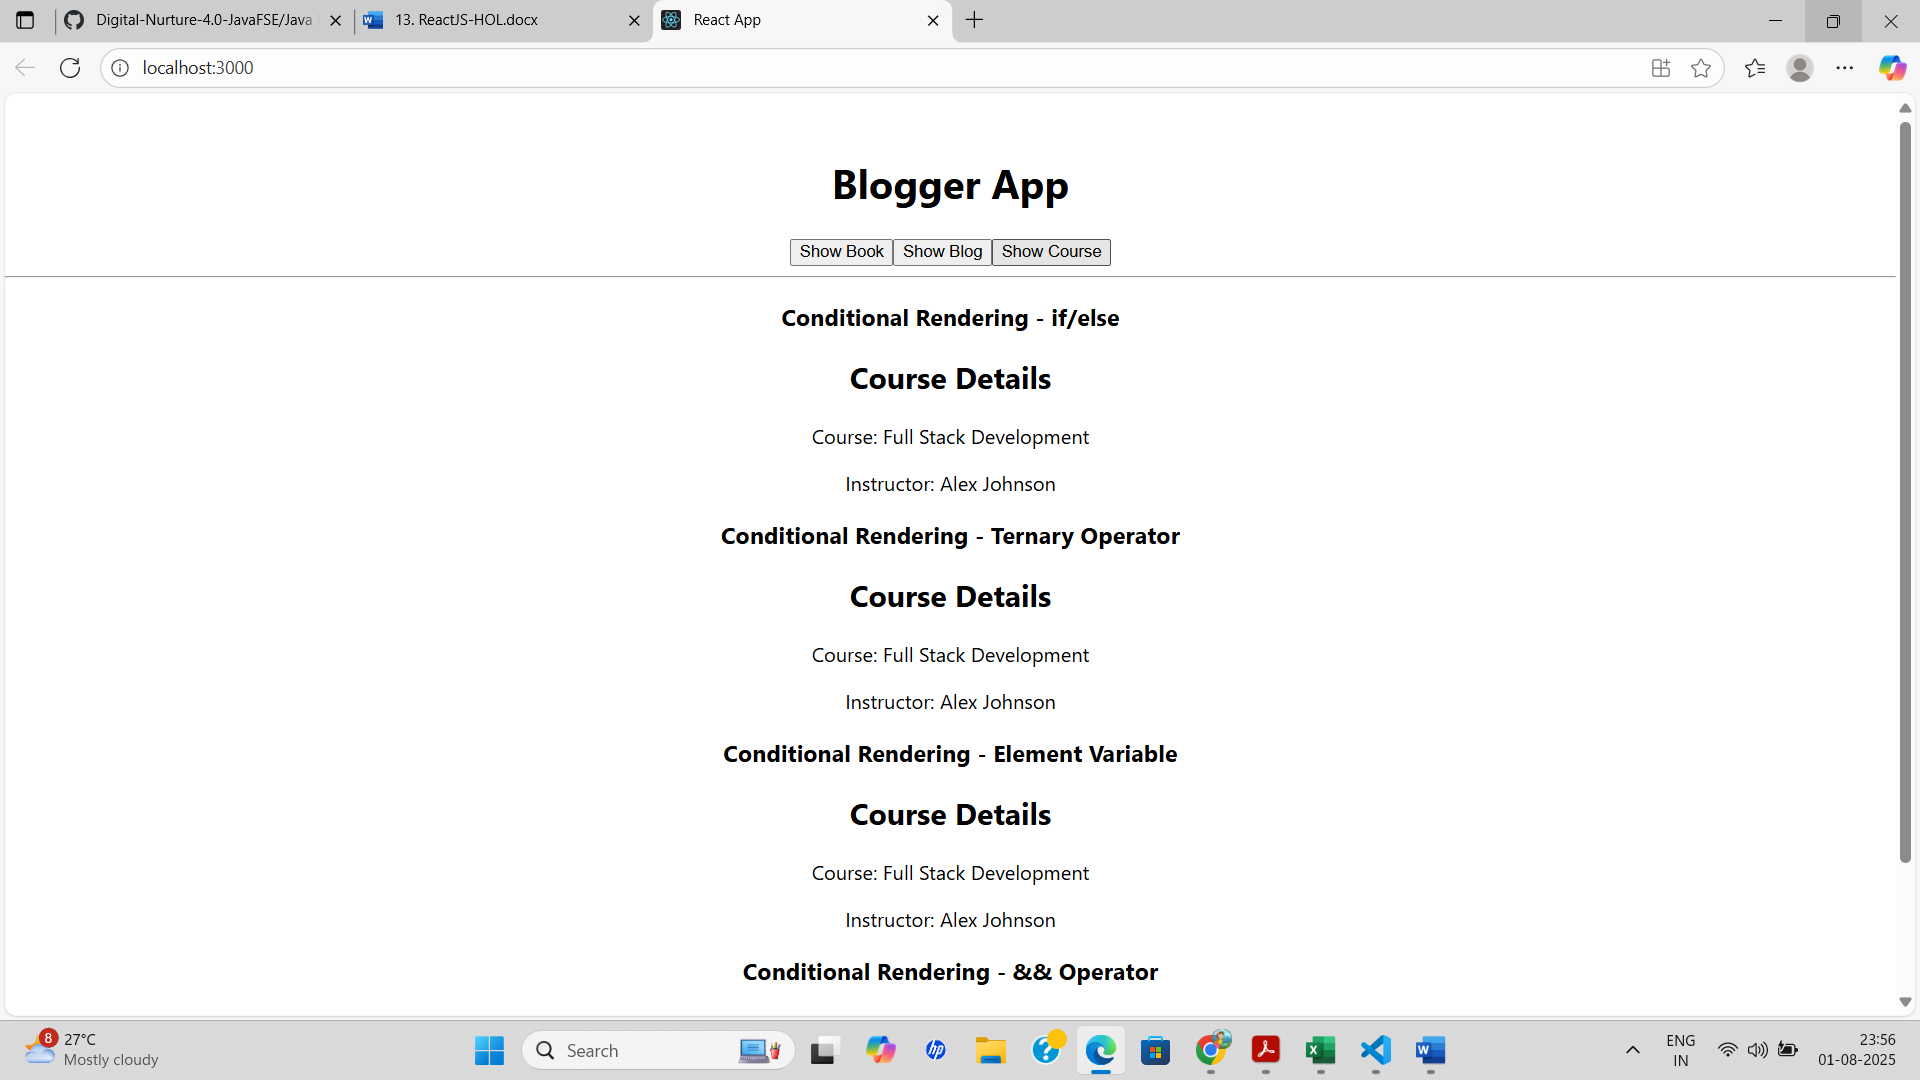 Digital-Nurture-4.0-JavaFSE/Java
13. ReactJS-HOL.docx
React App
localhost:3000
Blogger App
Show Book Show Blog Show Course
Conditional Rendering - if/else
Course Details
Course: Full Stack Development
Instructor: Alex Johnson
Conditional Rendering - Ternary Operator
Course Details
Course: Full Stack Development
Instructor: Alex Johnson
Conditional Rendering - Element Variable
Course Details
Course: Full Stack Development
Instructor: Alex Johnson
Conditional Rendering - && Operator
8
27°C
Mostly cloudy
Search
hp
ENG
IN
23:56
01-08-2025